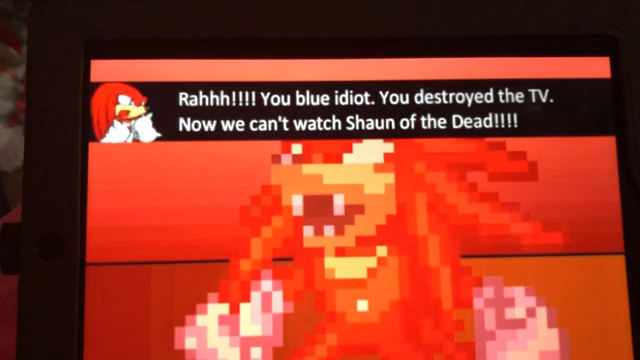 Rahhh!!!! You blue idiot. You destroyed the TV.
Now we can't watch Shaun of the Dead!!!!